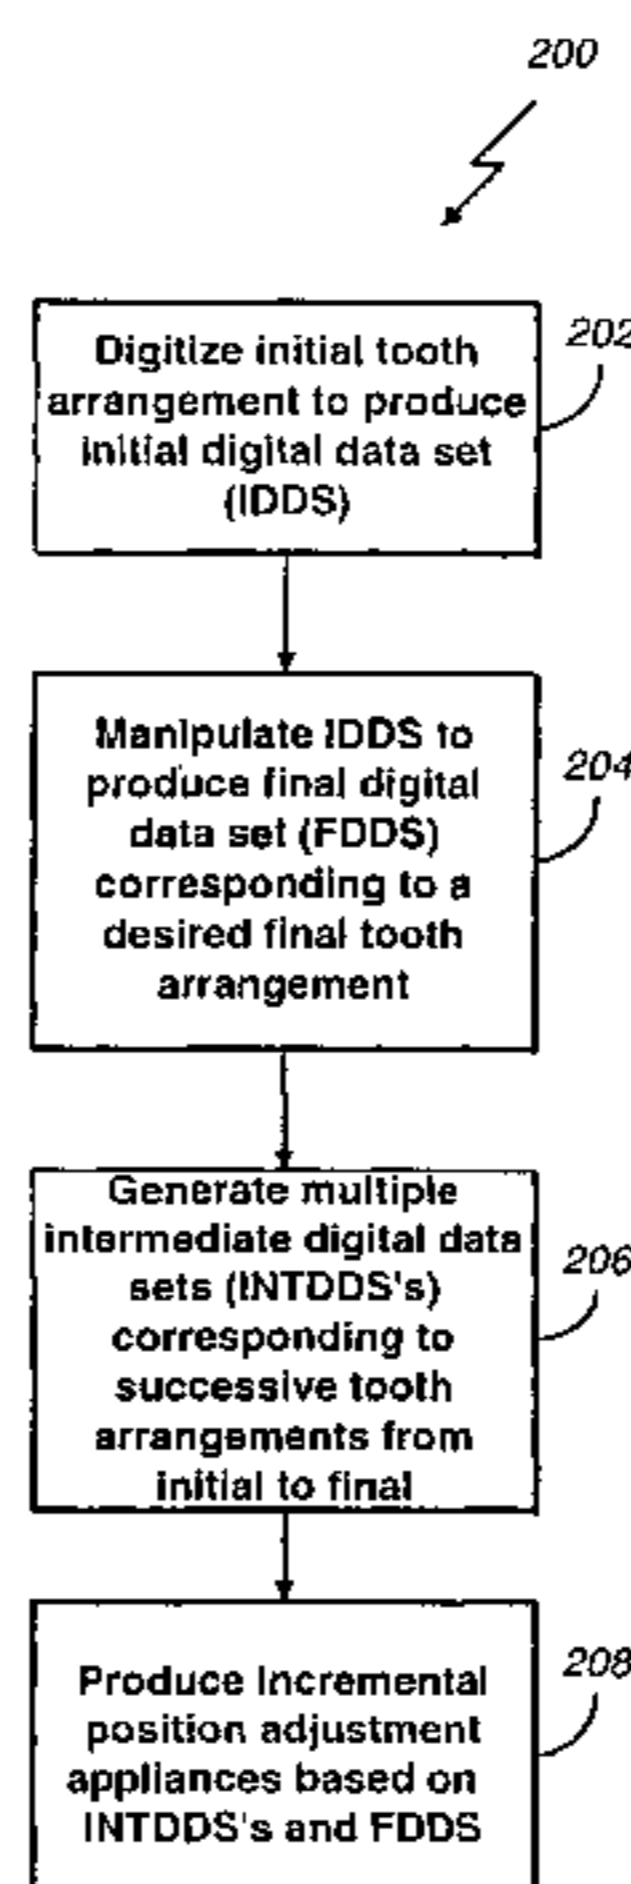 200
Digitize initial tooth
arrangement to produce
initial digital data set
(IDDS)
202
Manipulate IDDS to
produce final digital
data set (FDDS)
corresponding to a
desired final tooth
arrangement
204
Generate multiple
intermediate digital data
sets (INTDDS's)
corresponding to
successive tooth
arrangements from
initial to final
206
Produce Incremental
position adjustment
appliances based on
INTDDS's and FDDS
208